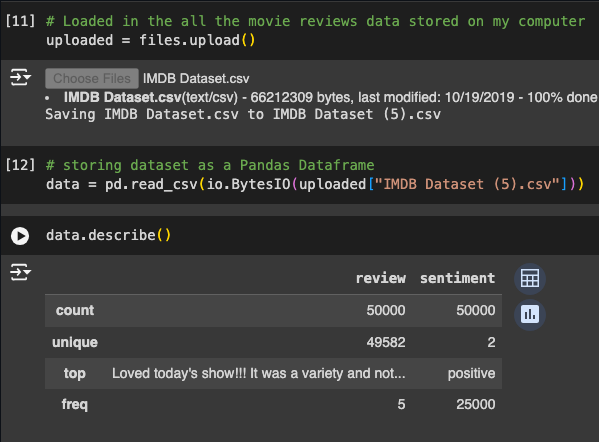 [11] # Loaded in the all the movie reviews data stored on my computer
uploaded = files.upload()
Choose Files IMDB Dataset.csv
• IMDB Dataset.csv(text/csv) - 66212309 bytes, last modified: 10/19/2019 - 100% done
Saving IMDB Dataset.csv to IMDB Dataset (5).csv
[12] # storing dataset as a Pandas Dataframe
data = pd.read_csv(io.BytesIO(uploaded["IMDB Dataset (5).csv"]))
data.describe()
review sentiment
count 50000 50000
unique 49582 2
top Loved today's show!!! It was a variety and not... positive
freq 5 25000